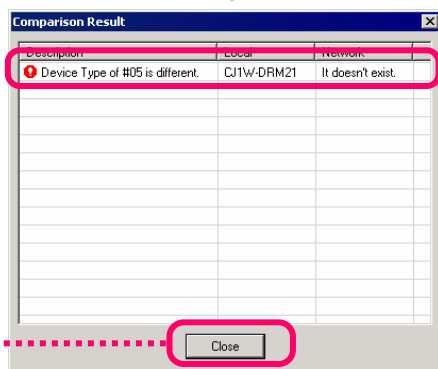 Comparison Result
Description Local Network
Device Type of #05 is different. CJ1W-DRM21 It doesn't exist.
Close